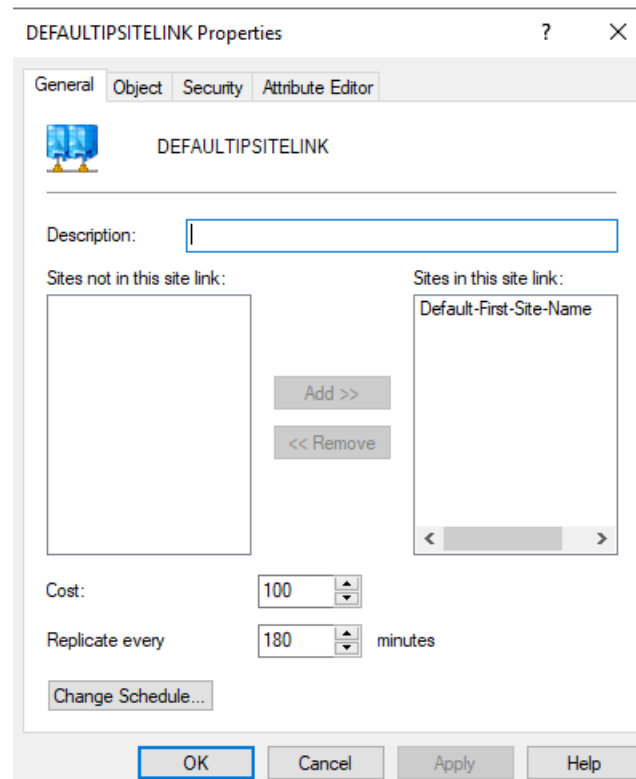 DEFAULTIPSITELINK Properties ?
General Object Security Attribute Editor
DEFAULTIPSITELINK
Description:
Sites not in this site link: Sites in this site link:
Default-First-Site-Name
Add >>
<< Remove
Cost: 100
Replicate every 180 minutes
Change Schedule...
OK Cancel Apply Help